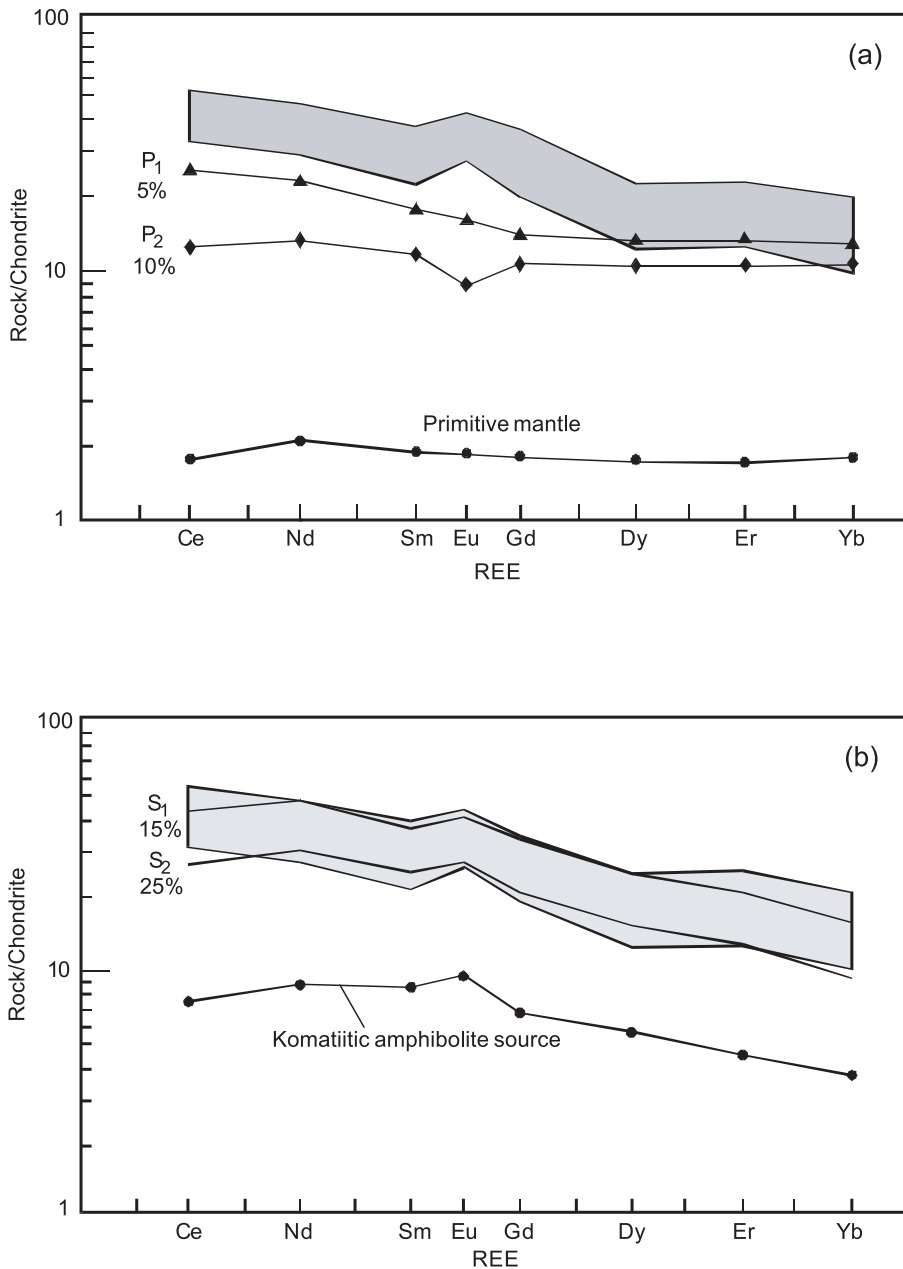 100
(a)
P1
5%
P2
10%
10
Rock/Chondrite
Primitive mantle
1
Ce Nd Sm Eu Gd Dy Er Yb
REE
100
(b)
S1
15%
S2
25%
10
Rock/Chondrite
Komatiitic amphibolite source
1
Ce Nd Sm Eu Gd Dy Er Yb
REE